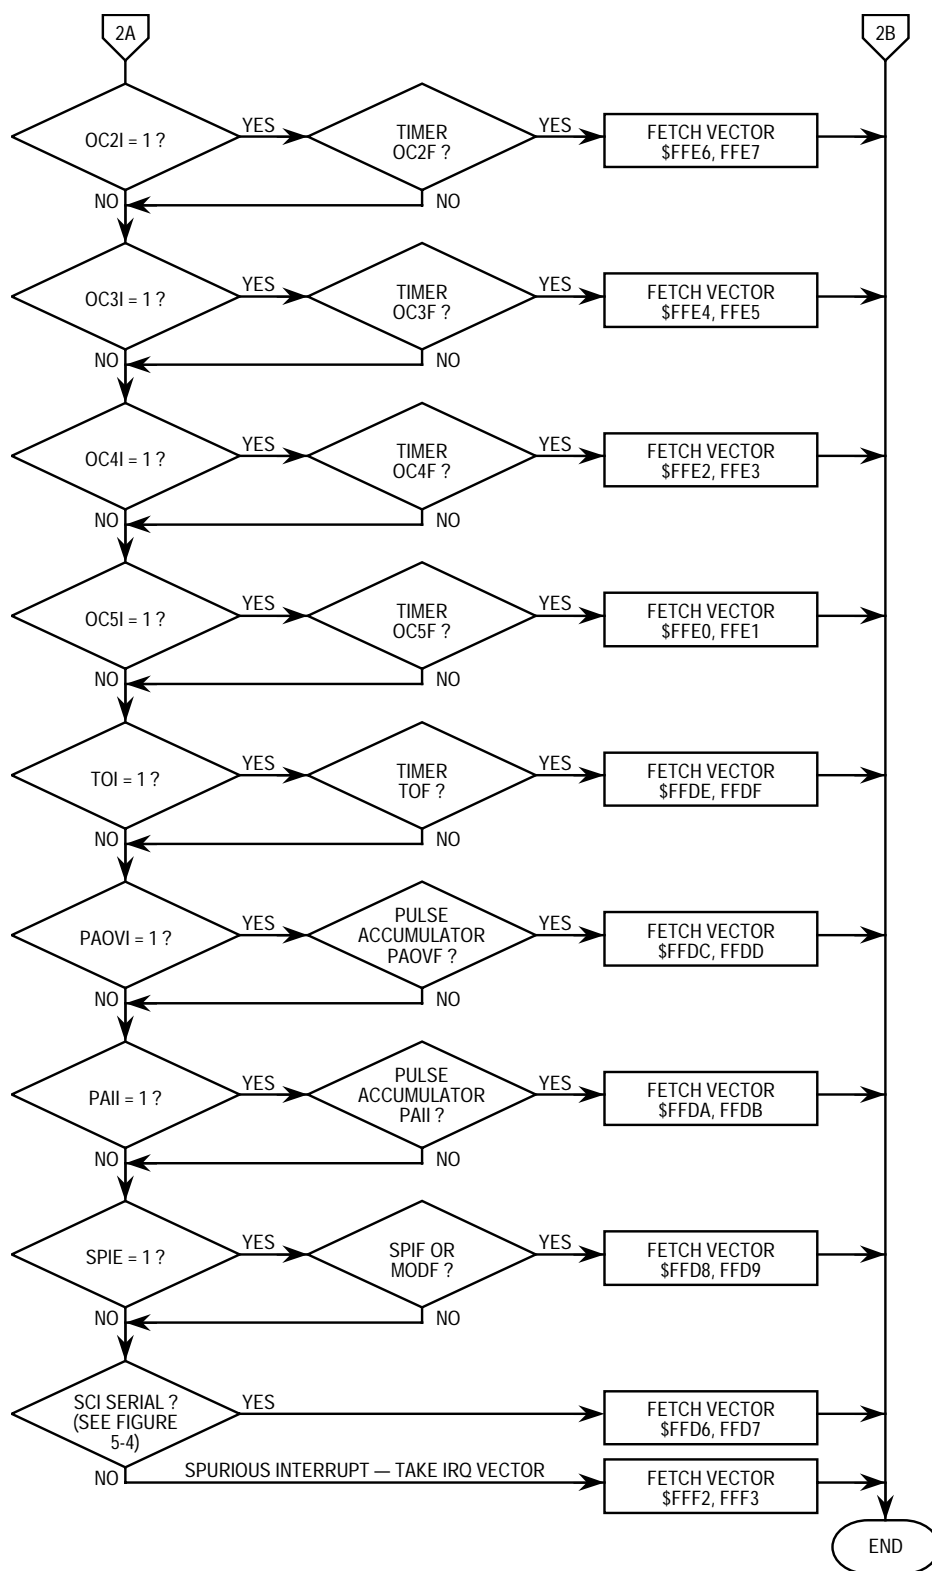 2A
2B
OC2I = 1 ?
YES
TIMER
OC2F ?
YES
FETCH VECTOR
$FFE6, FFE7
NO
NO
OC3I = 1 ?
YES
TIMER
OC3F ?
YES
FETCH VECTOR
$FFE4, FFE5
NO
NO
OC4I = 1 ?
YES
TIMER
OC4F ?
YES
FETCH VECTOR
$FFE2, FFE3
NO
NO
OC5I = 1 ?
YES
TIMER
OC5F ?
YES
FETCH VECTOR
$FFE0, FFE1
NO
NO
TOI = 1 ?
YES
TIMER
TOF ?
YES
FETCH VECTOR
$FFDE, FFDF
NO
NO
PAOVI = 1 ?
YES
PULSE
ACCUMULATOR
PAOVF ?
YES
FETCH VECTOR
$FFDC, FFDD
NO
NO
PAII = 1 ?
YES
PULSE
ACCUMULATOR
PAII ?
YES
FETCH VECTOR
$FFDA, FFDB
NO
NO
SPIE = 1 ?
YES
SPIF OR
MODF ?
YES
FETCH VECTOR
$FFD8, FFD9
NO
NO
SCI SERIAL ?
(SEE FIGURE
5-4)
YES
FETCH VECTOR
$FFD6, FFD7
NO
SPURIOUS INTERRUPT — TAKE IRQ VECTOR
FETCH VECTOR
$FFF2, FFF3
END